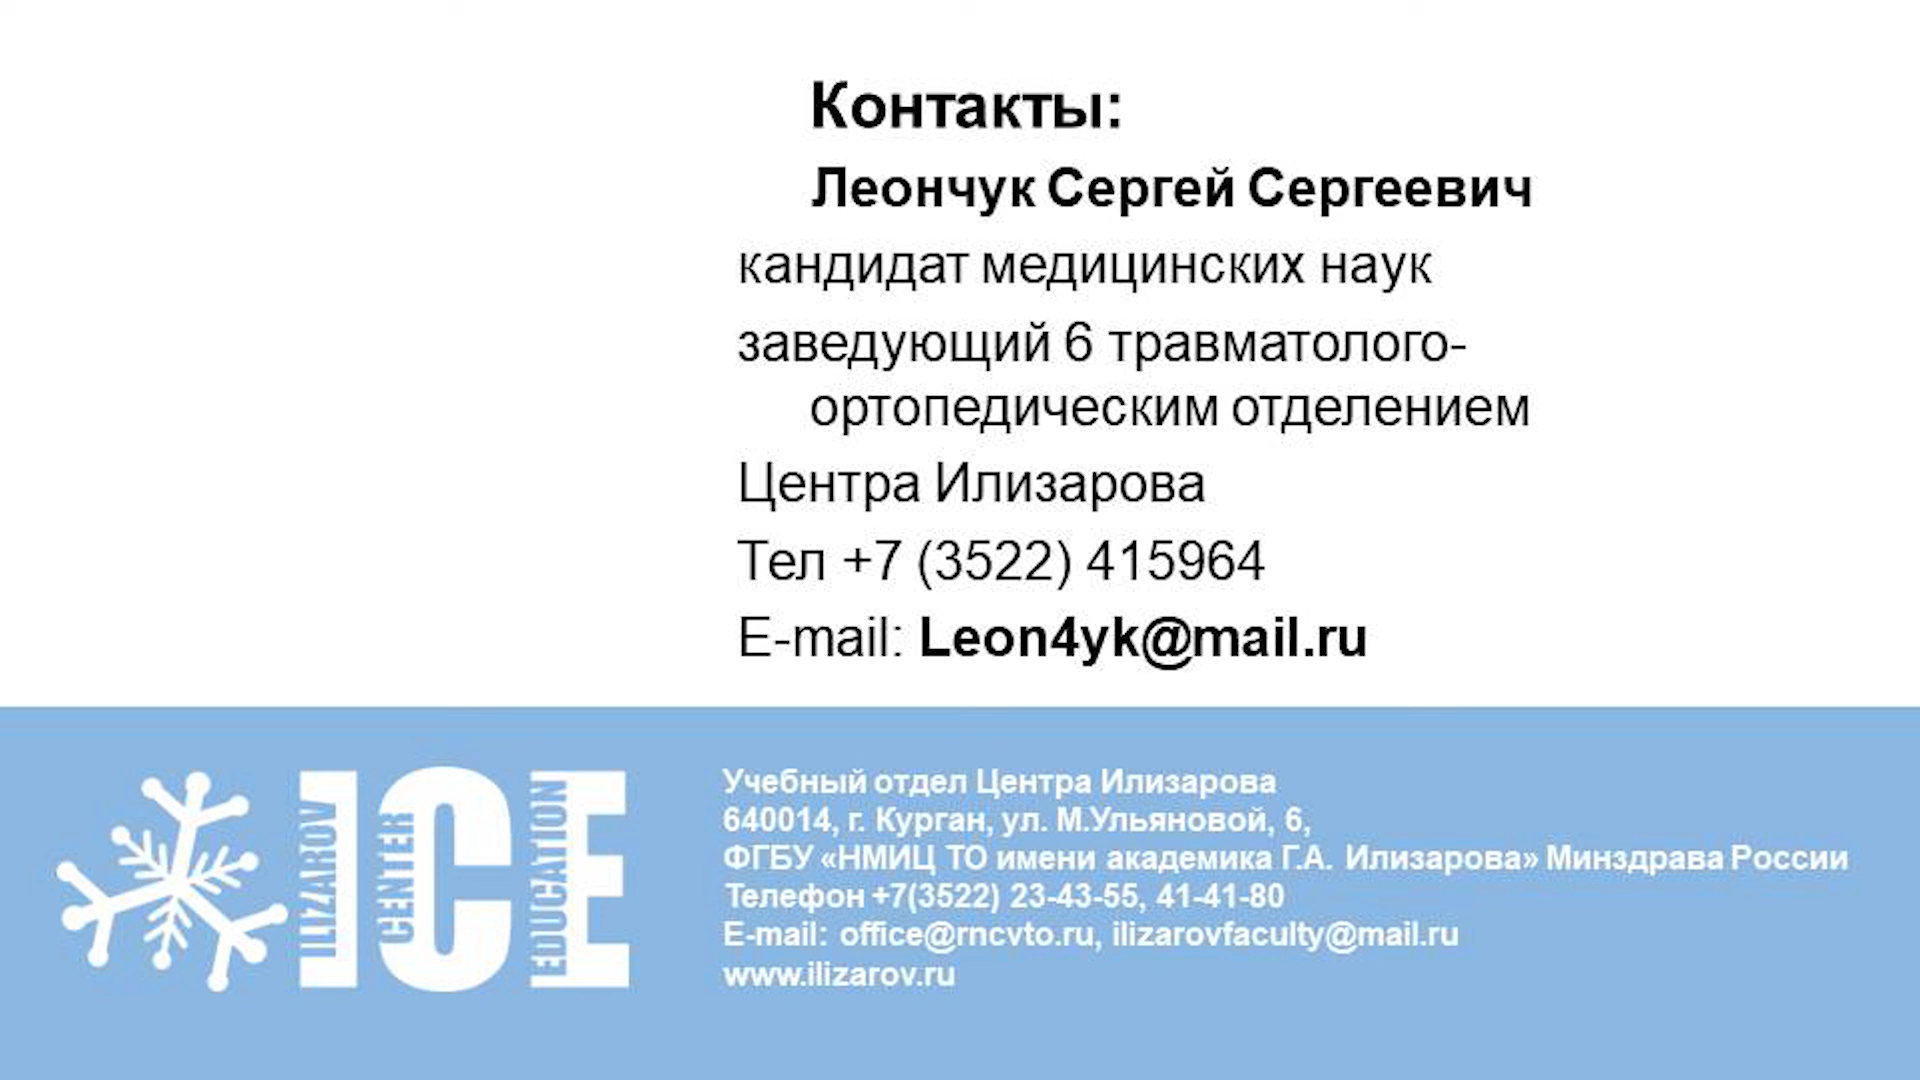 Контакты:
Леончук Сергей Сергеевич
кандидат медицинских наук
заведующий 6 травматолого-
ортопедическим отделением
Центра Илизарова
Тел +7 (3522) 415964
E-mail: Leon4yk@mail.ru
ICE
ILIZAROV
CENTER
EDUCATION
Учебный отдел Центра Илизарова
640014, г. Курган, ул. М.Ульяновой, 6,
ФГБУ «НМИЦ ТО имени академика Г.А. Илизарова» Минздрава России
Телефон +7(3522) 23-43-55, 41-41-80
E-mail: office@rncvto.ru, ilizarovfaculty@mail.ru
www.ilizarov.ru